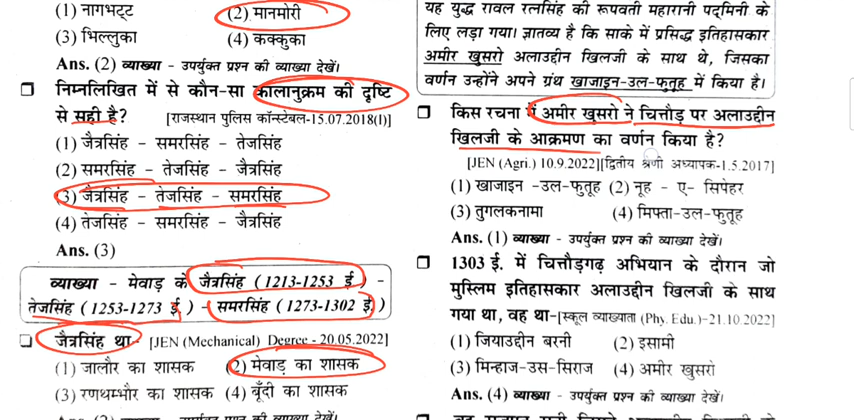 (1) नागभट्ट (2) मानमोरी
(3) भिल्लुका (4) कक्कुका
Ans. (2) व्याख्या - उपर्युक्त प्रश्न की व्याख्या देखें।
निम्नलिखित में से कौन-सा कालानुक्रम की दृष्टि
से सही है? [राजस्थान पुलिस कॉन्स्टेबल-15.07.2018(I)]
(1) जैत्रसिंह - समरसिंह - तेजसिंह
(2) समरसिंह - तेजसिंह - जैत्रसिंह
(3) जैत्रसिंह - तेजसिंह - समरसिंह
(4) तेजसिंह - समरसिंह - जैत्रसिंह
Ans. (3)
व्याख्या - मेवाड़ के जैत्रसिंह (1213-1253 ई) -
तेजसिंह (1253-1273 ई) - समरसिंह (1273-1302 ई)
जैत्रसिंह था- [JEN (Mechanical) Degree - 20.05.2022]
(1) जालौर का शासक (2) मेवाड़ का शासक
(3) रणथम्भौर का शासक (4) बूँदी का शासक
यह युद्ध रावल रत्नसिंह की रूपवती महारानी पद्मिनी के
लिए लड़ा गया। ज्ञातव्य है कि साके में प्रसिद्ध इतिहासकार
अमीर खुसरो अलाउद्दीन खिलजी के साथ थे, जिसका
वर्णन उन्होंने अपने ग्रंथ खाजाइन-उल-फुतूह में किया है।
किस रचना में अमीर खुसरो ने चित्तौड़ पर अलाउद्दीन
खिलजी के आक्रमण का वर्णन किया है?
[JEN (Agri.) 10.9.2022][द्वितीय श्रेणी अध्यापक-1.5.2017]
(1) खाजाइन -उल-फुतूह (2) नूह - ए- सिपेहर
(3) तुगलकनामा (4) मिफ्ता-उल-फुतूह
Ans. (1) व्याख्या - उपर्युक्त प्रश्न की व्याख्या देखें।
1303 ई. में चित्तौड़गढ़ अभियान के दौरान जो
मुस्लिम इतिहासकार अलाउद्दीन खिलजी के साथ
गया था, वह था-[स्कूल व्याख्याता (Phy. Edu.)-21.10.2022]
(1) जियाउद्दीन बरनी (2) इसामी
(3) मिन्हाज-उस-सिराज (4) अमीर खुसरो
Ans. (4) व्याख्या - उपर्युक्त प्रश्न की व्याख्या देखें।